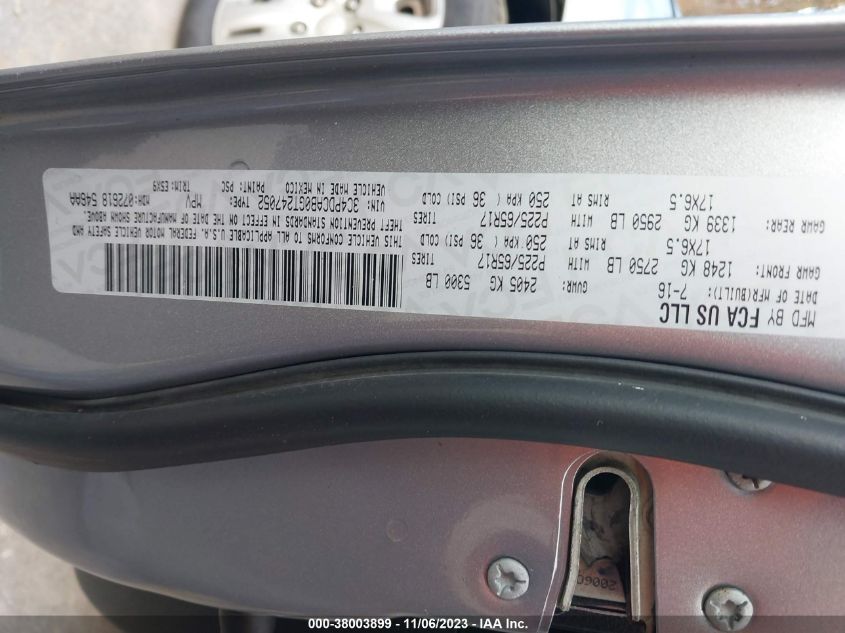 MFD BY FCA US LLC
DATE OF MFR(BUILT): 7-16 GVWR: 2405 KG 5300 LB
GAWR FRONT: 1248 KG 2750 LB WITH P225/65R17 TIRES
17X6.5 RIMS AT 250 KPA( 36 PSI) COLD
GAWR REAR: 1339 KG 2950 LB WITH P225/65R17 TIRES
17X6.5 RIMS AT 250 KPA( 36 PSI) COLD
THIS VEHICLE CONFORMS TO ALL APPLICABLE U.S.A. FEDERAL MOTOR VEHICLE SAFETY AND
THEFT PREVENTION STANDARDS IN EFFECT ON THE DATE OF MANUFACTURE SHOWN ABOVE.
VIN: 3C4PDCAB6GT247052 TYPE: MPV MDH: 072618 546AA
VEHICLE MADE IN MEXICO PAINT: PSC TRIM: E5X9
2006C
000-38003899 - 11/06/2023 - IAA Inc.